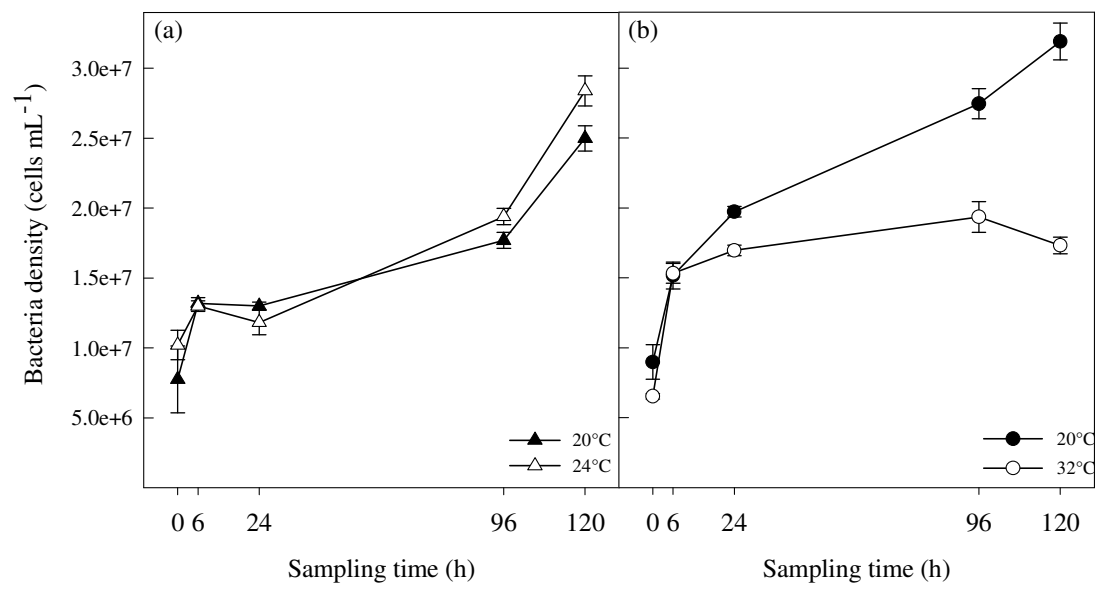 (a)
(b)
Bacteria density (cells mL-1)
3.0e+7
2.5e+7
2.0e+7
1.5e+7
1.0e+7
5.0e+6
20°C
24°C
20°C
32°C
0 6 24 96 120
0 6 24 96 120
Sampling time (h)
Sampling time (h)